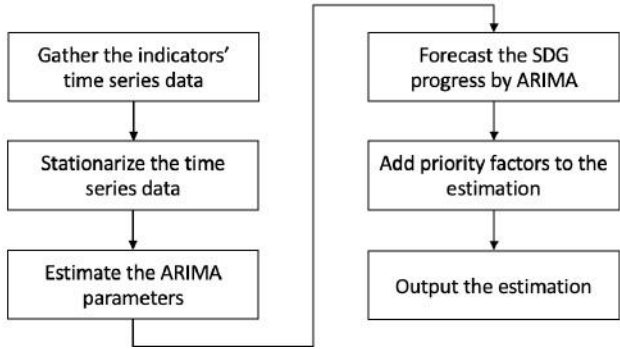 Gather the indicators'
time series data
Stationarize the time
series data
Estimate the ARIMA
parameters
Forecast the SDG
progress by ARIMA
Add priority factors to the
estimation
Output the estimation